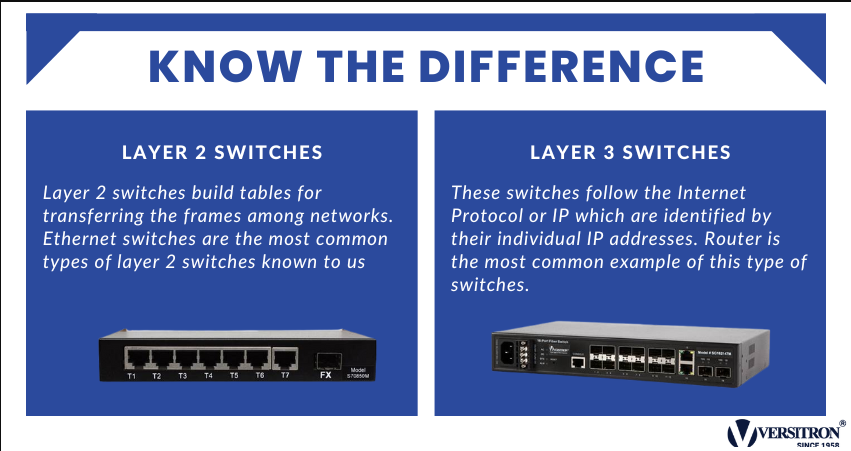 KNOW THE DIFFERENCE
LAYER 2 SWITCHES
Layer 2 switches build tables for
transferring the frames among networks.
Ethernet switches are the most common
types of layer 2 switches known to us
T1 T2 T3 T4 T5 T6 T7 FX
Model
S70850M
LAYER 3 SWITCHES
These switches follow the Internet
Protocol or IP which are identified by
their individual IP addresses. Router is
the most common example of this type of
switches.
VERSITRON®
SINCE 1958